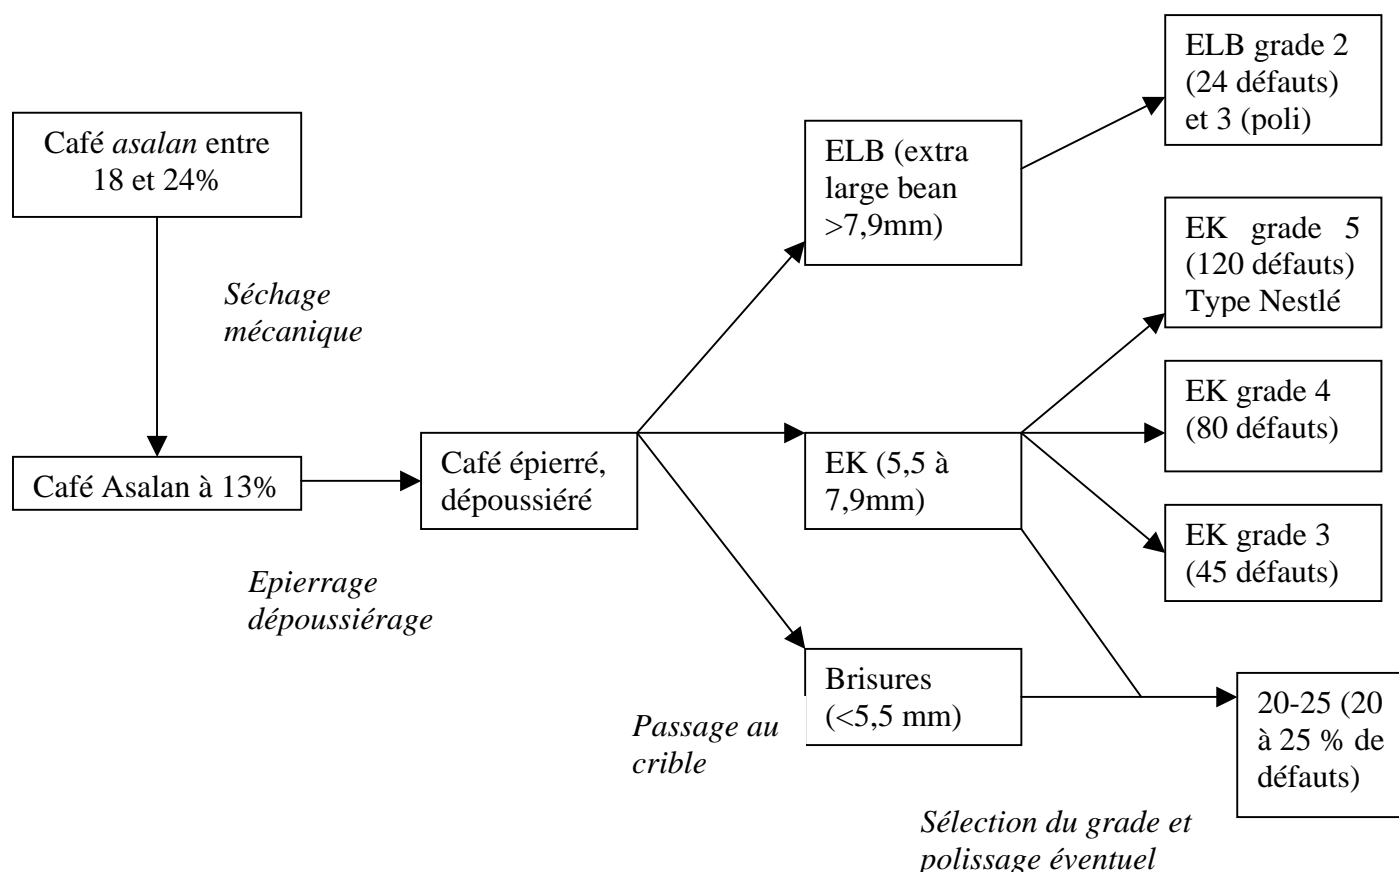 Café asalan entre
18 et 24%
Séchage
mécanique
Café Asalan à 13%
Epierrage
dépoussiérage
Café épierré,
dépoussiéré
ELB (extra
large bean
>7,9mm)
EK (5,5 à
7,9mm)
Brisures
(<5,5 mm)
Passage au
crible
ELB grade 2
(24 défauts)
et 3 (poli)
EK grade 5
(120 défauts)
Type Nestlé
EK grade 4
(80 défauts)
EK grade 3
(45 défauts)
20-25 (20
à 25 % de
défauts)
Sélection du grade et
polissage éventuel